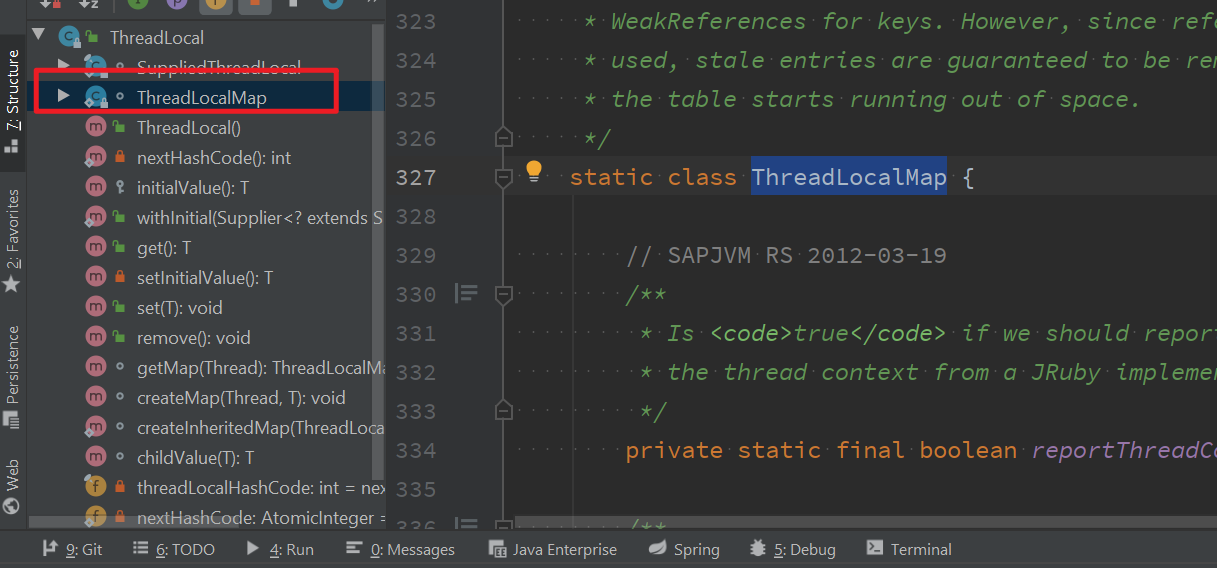 7: Structure
2: Favorites
Persistence
Web
ThreadLocal
SuppliedThreadLocal
ThreadLocalMap
ThreadLocal()
nextHashCode(): int
initialValue(): T
withInitial(Supplier<? extends S
get(): T
setInitialValue(): T
set(T): void
remove(): void
getMap(Thread): ThreadLocalMa
createMap(Thread, T): void
createInheritedMap(ThreadLoca
childValue(T): T
threadLocalHashCode: int = nex
nextHashCode: AtomicInteger =
323 * WeakReferences for keys. However, since refe
324 * used, stale entries are guaranteed to be rem
325 * the table starts running out of space.
326 */
327 static class ThreadLocalMap {
328
329 // SAPJVM RS 2012-03-19
330 /**
331 * Is <code>true</code> if we should report
332 * the thread context from a JRuby implemen
333 */
334 private static final boolean reportThreadCo
335
336 /**
9: Git 6: TODO 4: Run 0: Messages Java Enterprise Spring 5: Debug Terminal